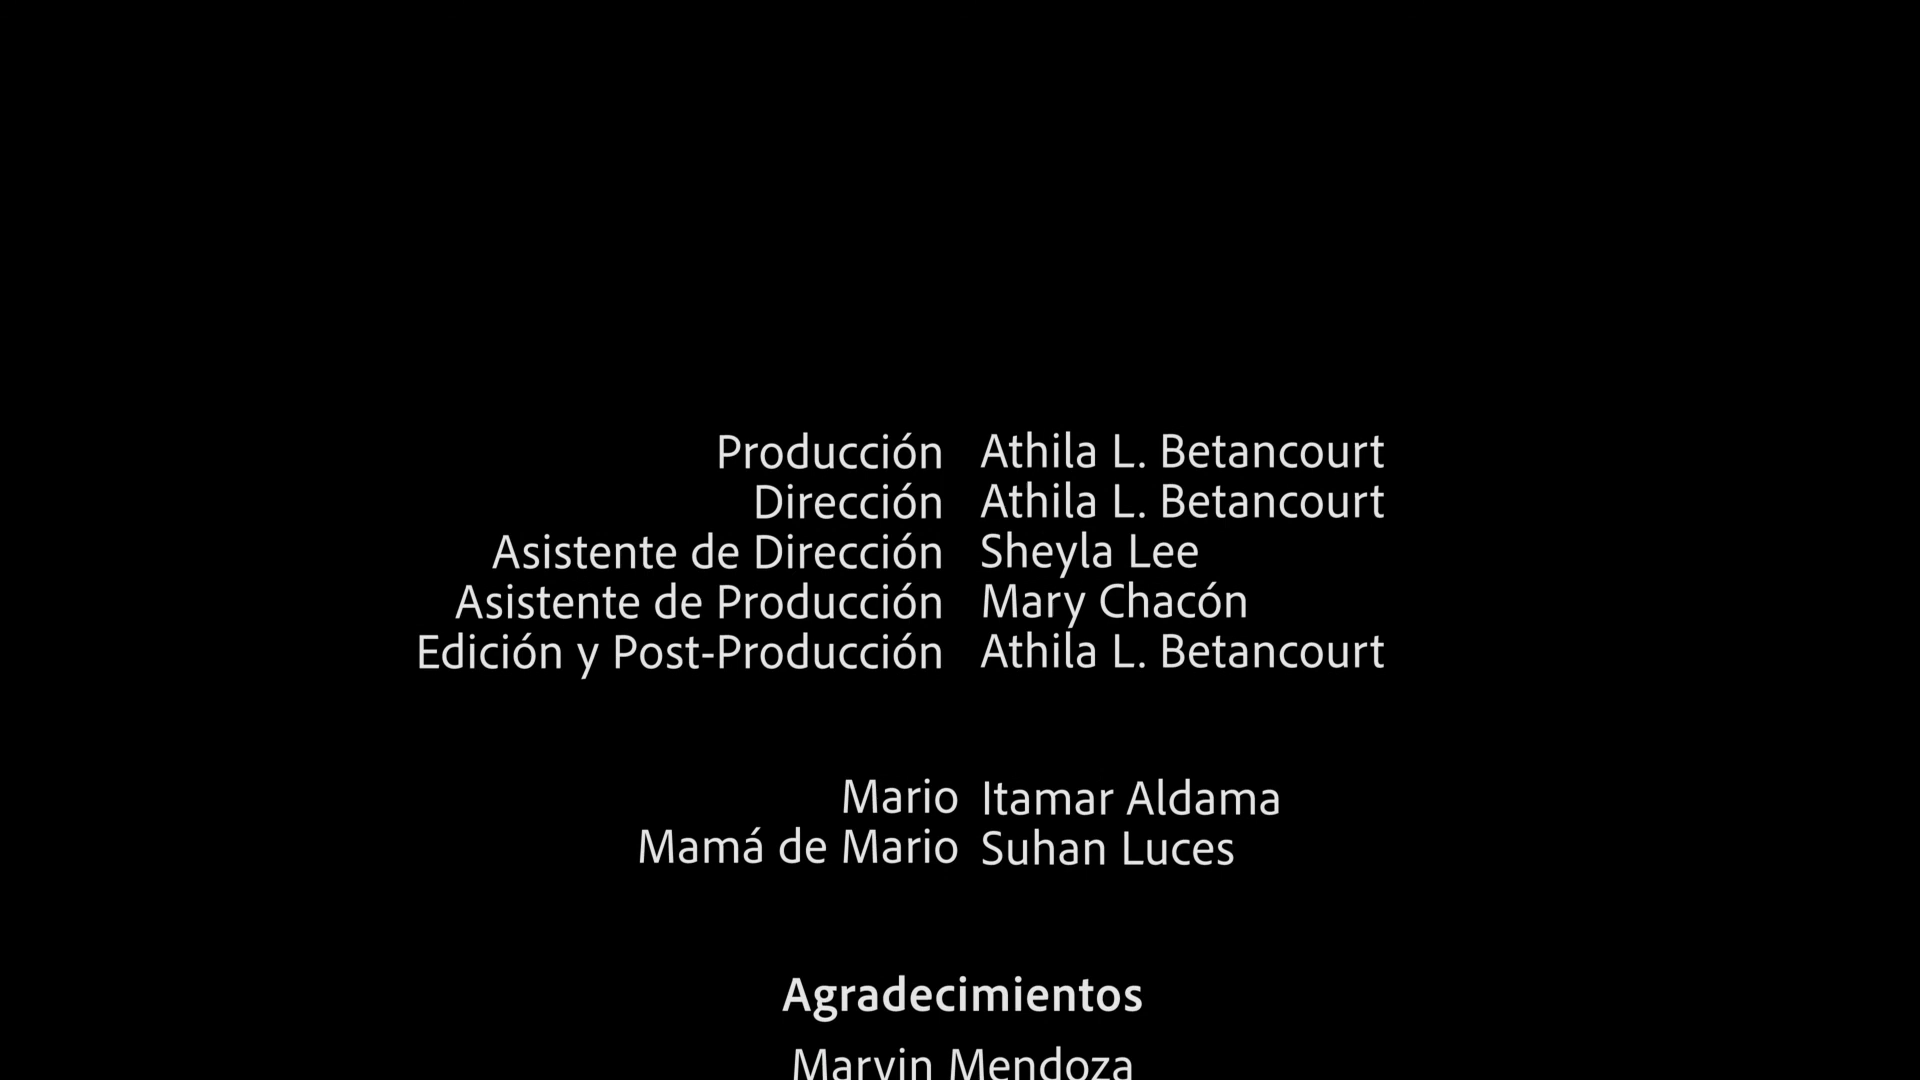 Producción Athila L. Betancourt
Dirección Athila L. Betancourt
Asistente de Dirección Sheyla Lee
Asistente de Producción Mary Chacón
Edición y Post-Producción Athila L. Betancourt
Mario Itamar Aldama
Mamá de Mario Suhan Luces
Agradecimientos
Marvin Mendoza